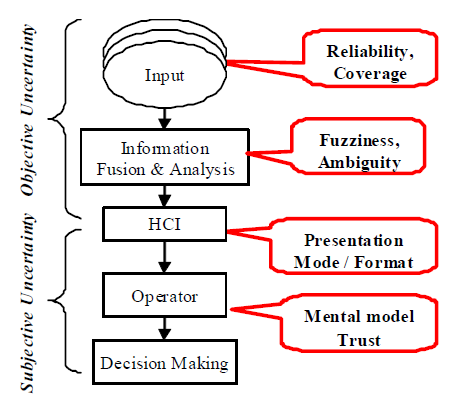 Objective Uncertainty
Subjective Uncertainty
Input
Reliability,
Coverage
Information
Fusion & Analysis
Fuzziness,
Ambiguity
HCI
Presentation
Mode / Format
Operator
Mental model
Trust
Decision Making